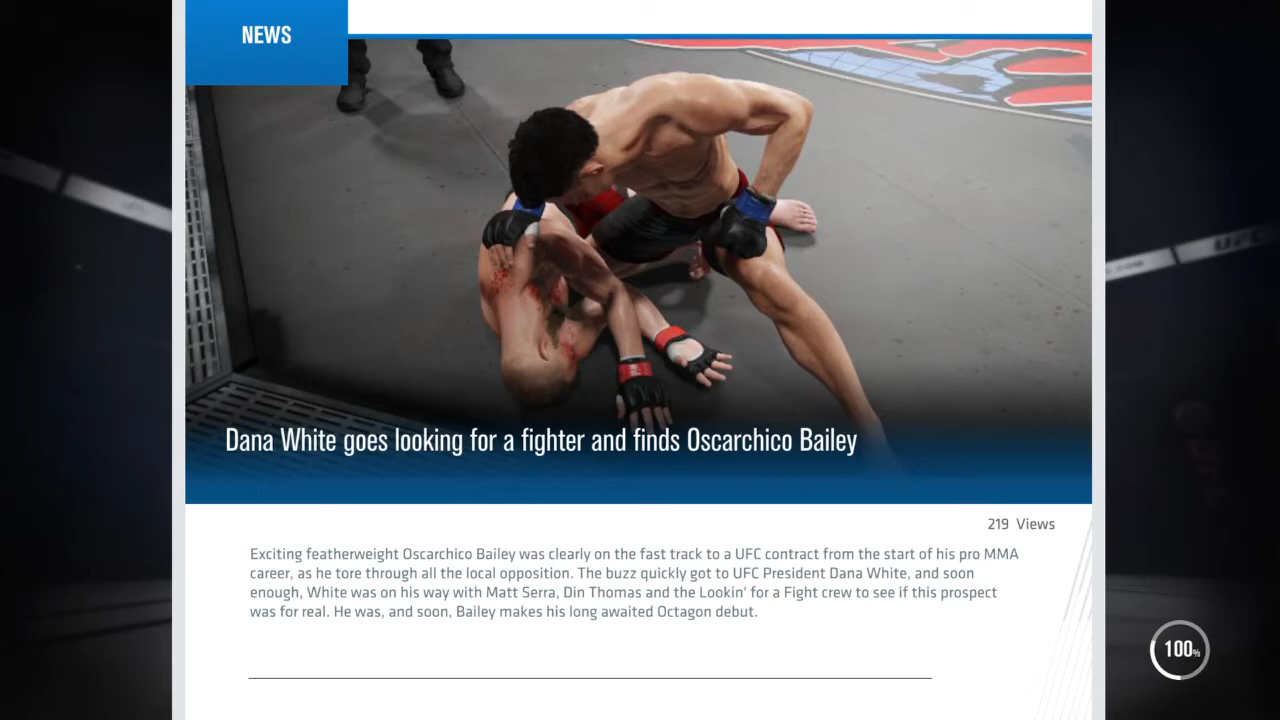 NEWS
Dana White goes looking for a fighter and finds Oscarchico Bailey
219 Views
Exciting featherweight Oscarchico Bailey was clearly on the fast track to a UFC contract from the start of his pro MMA
career, as he tore through all the local opposition. The buzz quickly got to UFC President Dana White, and soon
enough, White was on his way with Matt Serra, Din Thomas and the Lookin' for a Fight crew to see if this prospect
was for real. He was, and soon, Bailey makes his long awaited Octagon debut.
UFC
100%